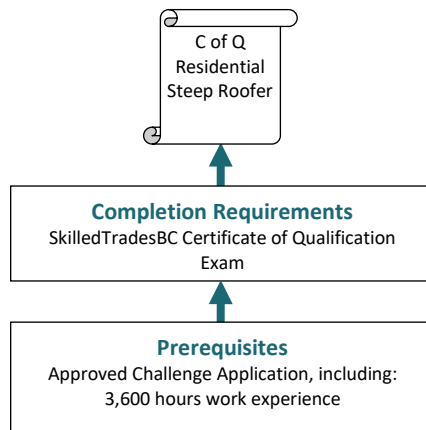 C of Q
Residential
Steep Roofer
Completion Requirements
SkilledTradesBC Certificate of Qualification
Exam
Prerequisites
Approved Challenge Application, including:
3,600 hours work experience